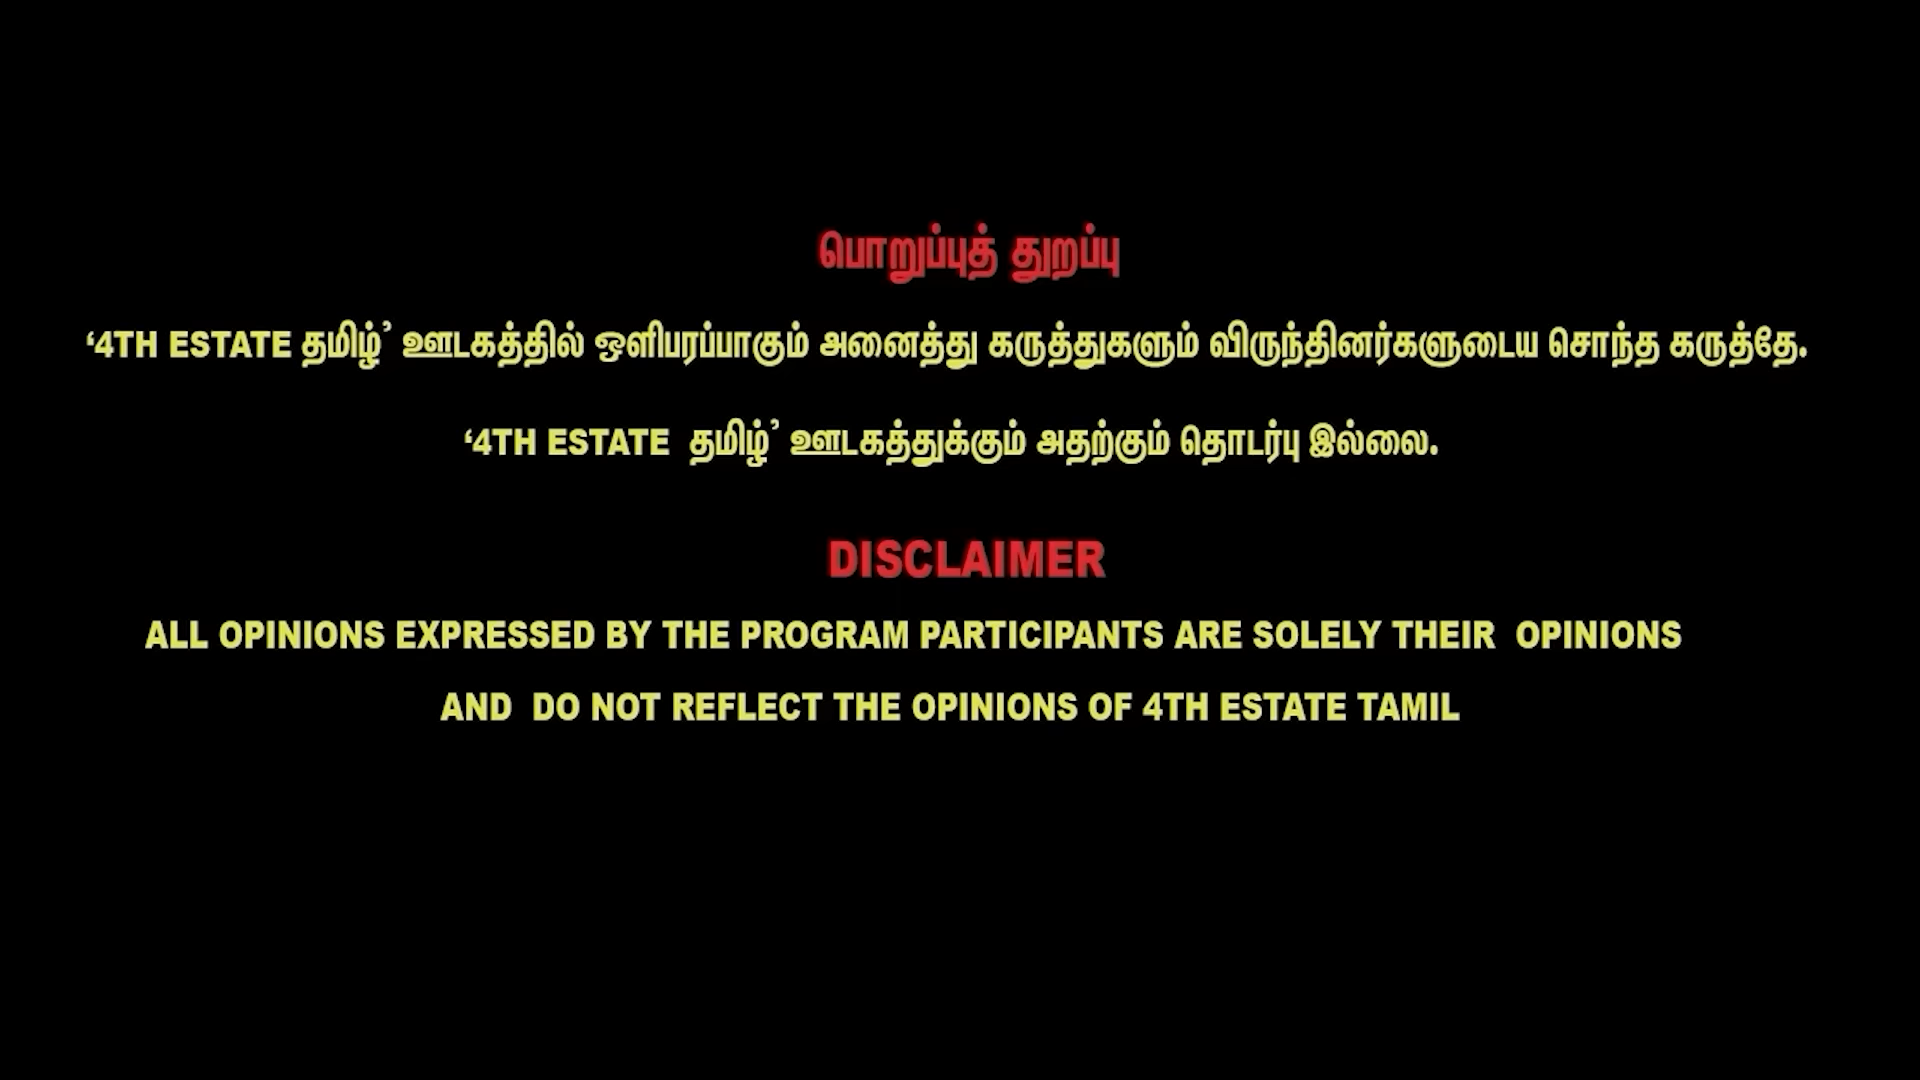 பொறுப்புத் துறப்பு
‘4TH ESTATE தமிழ்’ ஊடகத்தில் ஒளிபரப்பாகும் அனைத்து கருத்துகளும் விருந்தினர்களுடைய சொந்த கருத்தே.
‘4TH ESTATE தமிழ்’ ஊடகத்துக்கும் அதற்கும் தொடர்பு இல்லை.
DISCLAIMER
ALL OPINIONS EXPRESSED BY THE PROGRAM PARTICIPANTS ARE SOLELY THEIR OPINIONS
AND DO NOT REFLECT THE OPINIONS OF 4TH ESTATE TAMIL